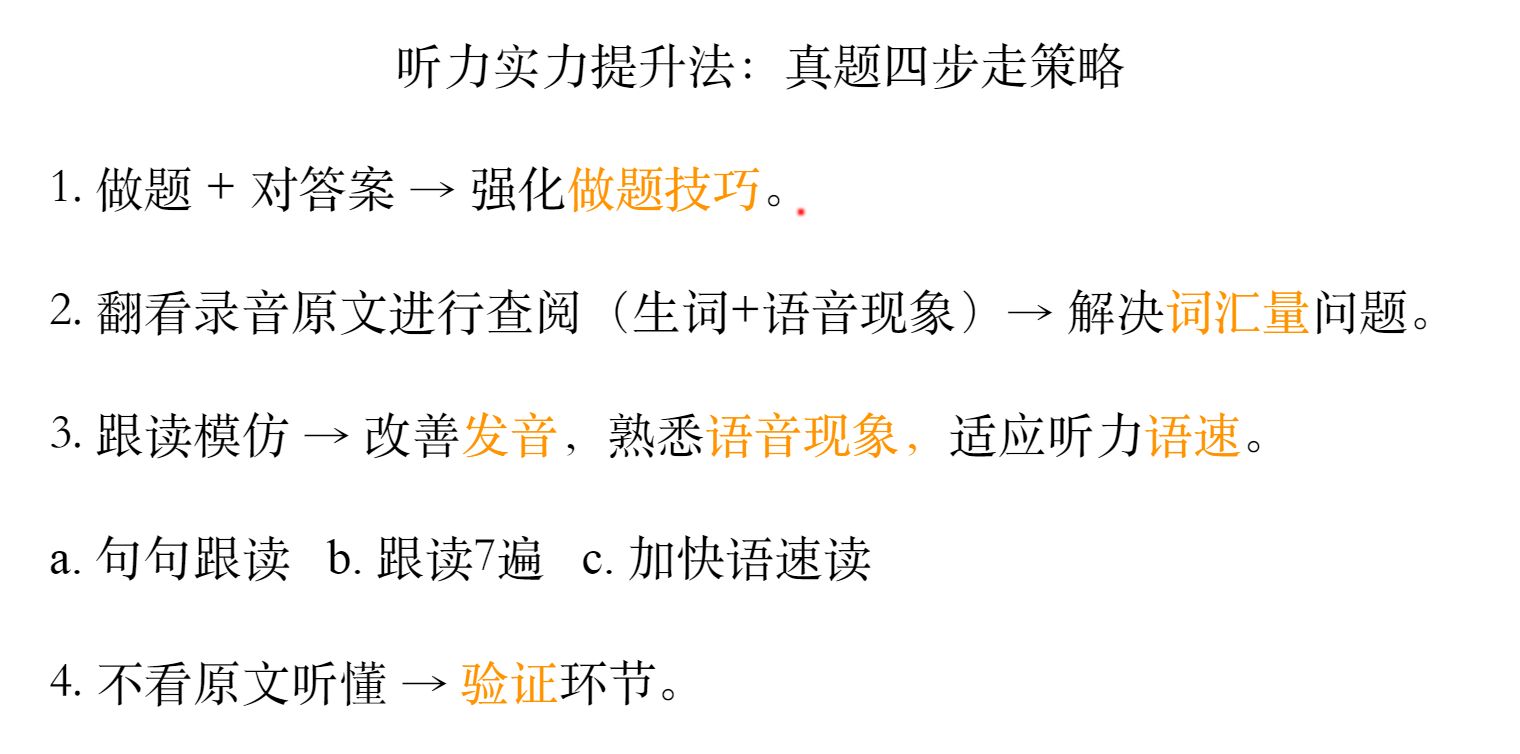 听力实力提升法：真题四步走策略
1. 做题 + 对答案 → 强化做题技巧。
2. 翻看录音原文进行查阅（生词+语音现象）→ 解决词汇量问题。
3. 跟读模仿 → 改善发音，熟悉语音现象，适应听力语速。
a. 句句跟读 b. 跟读7遍 c. 加快语速读
4. 不看原文听懂 → 验证环节。